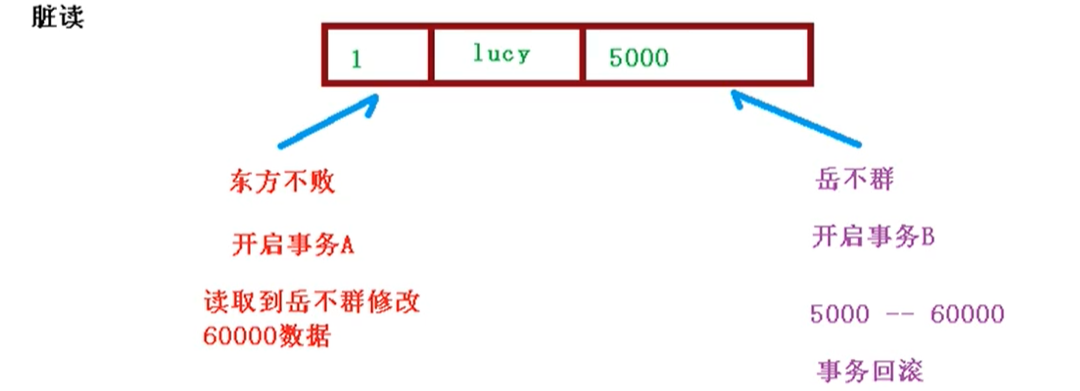 脏读
1 lucy 5000
东方不败
岳不群
开启事务A
开启事务B
读取到岳不群修改
60000数据
5000 -- 60000
事务回滚